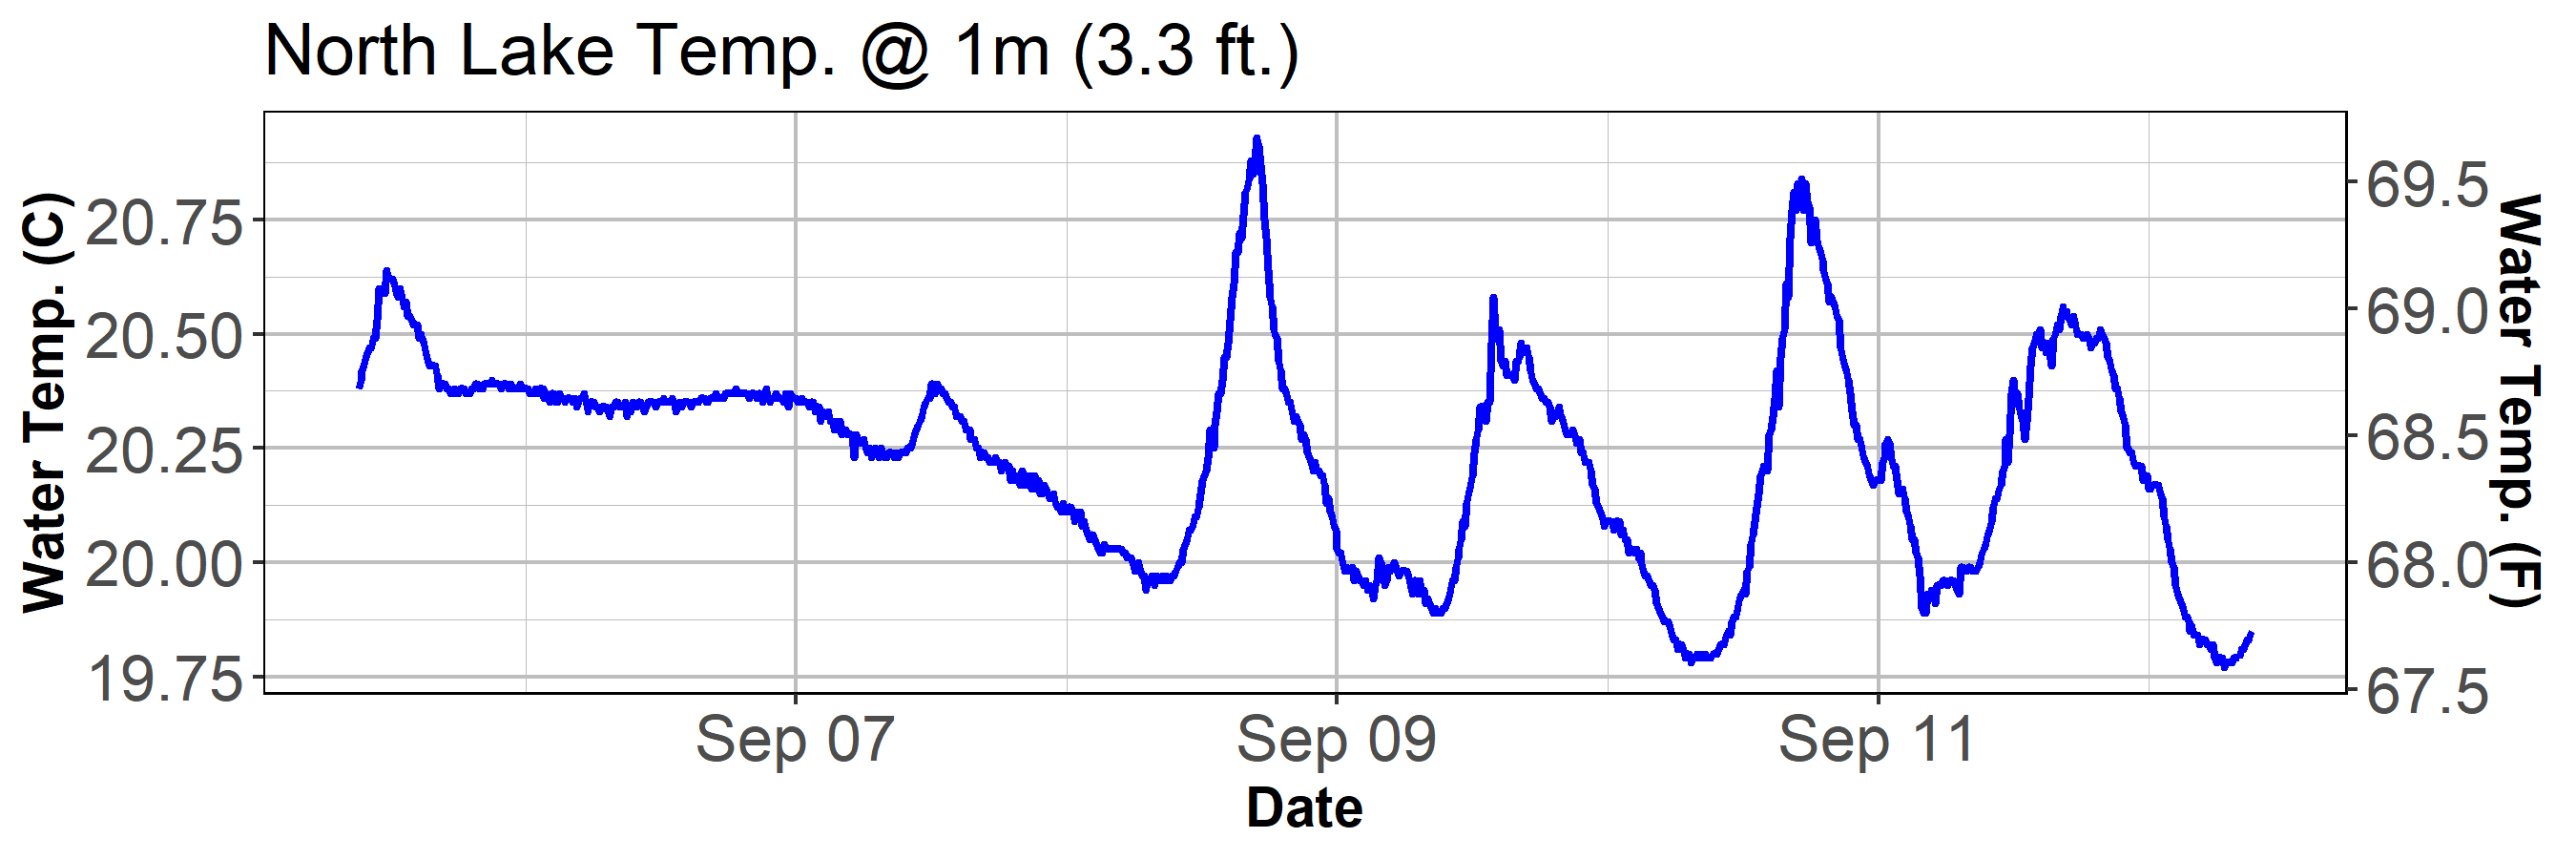 North Lake Temp. @ 1m (3.3 ft.)
Water Temp. (C)
20.75
20.50
20.25
20.00
19.75
69.5
69.0
68.5
68.0
67.5
Water Temp. (F)
Sep 07
Sep 09
Sep 11
Date